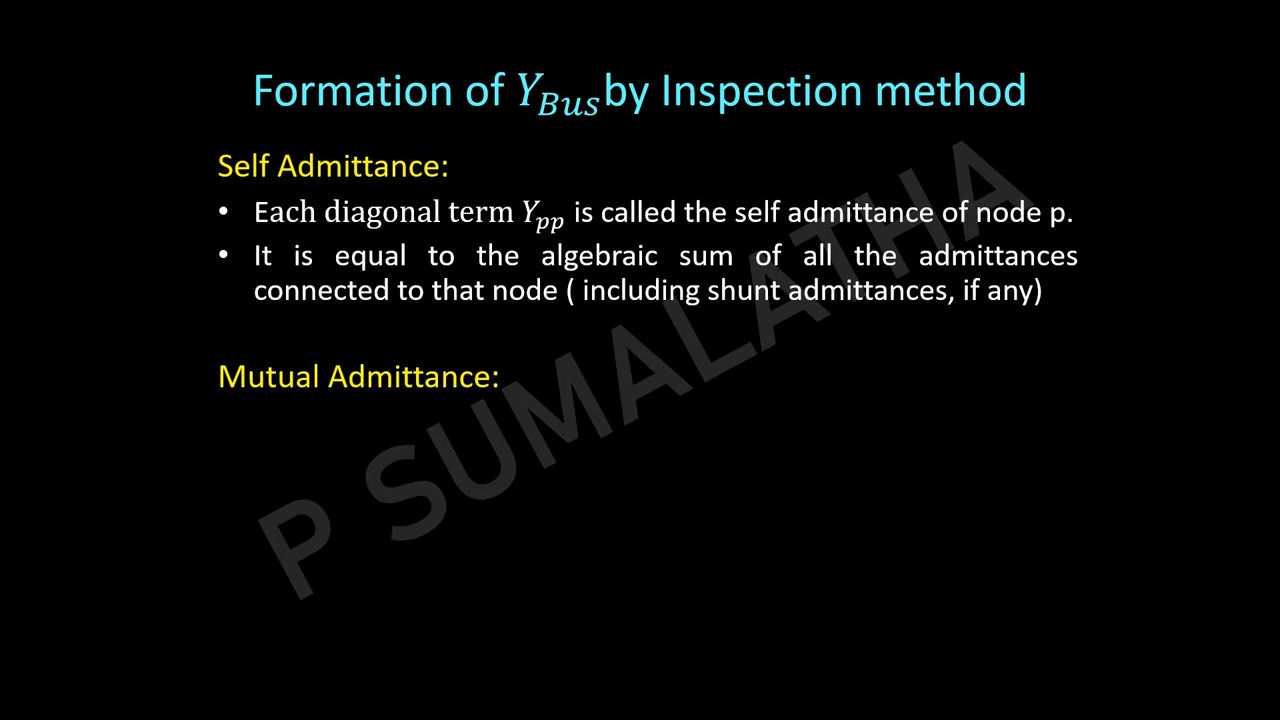 Formation of Y_Bus by Inspection method
Self Admittance:
• Each diagonal term Y_pp is called the self admittance of node p.
• It is equal to the algebraic sum of all the admittances
connected to that node ( including shunt admittances, if any)
Mutual Admittance:
P SUMALATHA